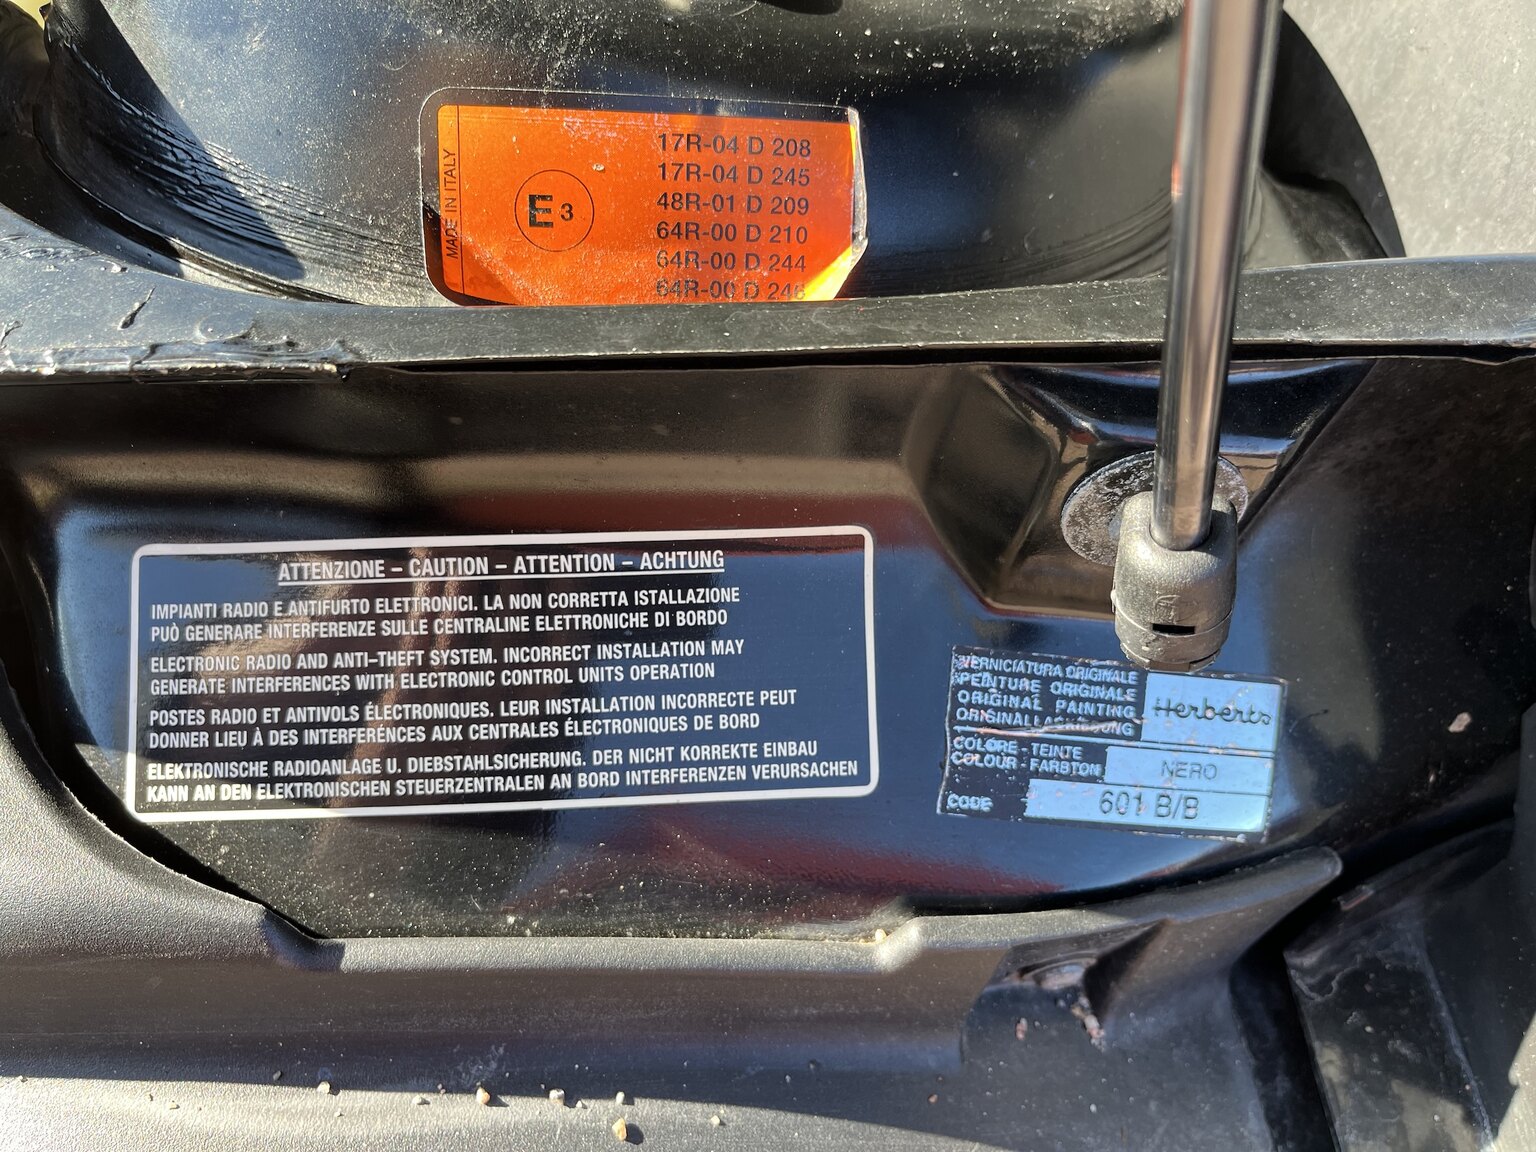 MADE IN ITALY
E 3
17R-04 D 208
17R-04 D 245
48R-01 D 209
64R-00 D 210
64R-00 D 244
64R-00 D 246
ATTENZIONE – CAUTION – ATTENTION – ACHTUNG
IMPIANTI RADIO E ANTIFURTO ELETTRONICI. LA NON CORRETTA ISTALLAZIONE
PUÒ GENERARE INTERFERENZE SULLE CENTRALINE ELETTRONICHE DI BORDO
ELECTRONIC RADIO AND ANTI–THEFT SYSTEM. INCORRECT INSTALLATION MAY
GENERATE INTERFERENCES WITH ELECTRONIC CONTROL UNITS OPERATION
POSTES RADIO ET ANTIVOLS ÉLECTRONIQUES. LEUR INSTALLATION INCORRECTE PEUT
DONNER LIEU À DES INTERFÉRENCES AUX CENTRALES ÉLECTRONIQUES DE BORD
ELEKTRONISCHE RADIOANLAGE U. DIEBSTAHLSICHERUNG. DER NICHT KORREKTE EINBAU
KANN AN DEN ELEKTRONISCHEN STEUERZENTRALEN AN BORD INTERFERENZEN VERURSACHEN
VERNICIATURA ORIGINALE
PEINTURE ORIGINALE
ORIGINAL PAINTING
ORIGINALLACKIERUNG
Herberts
COLORE - TEINTE
COLOUR - FARBTON
NERO
CODE
601 B/B